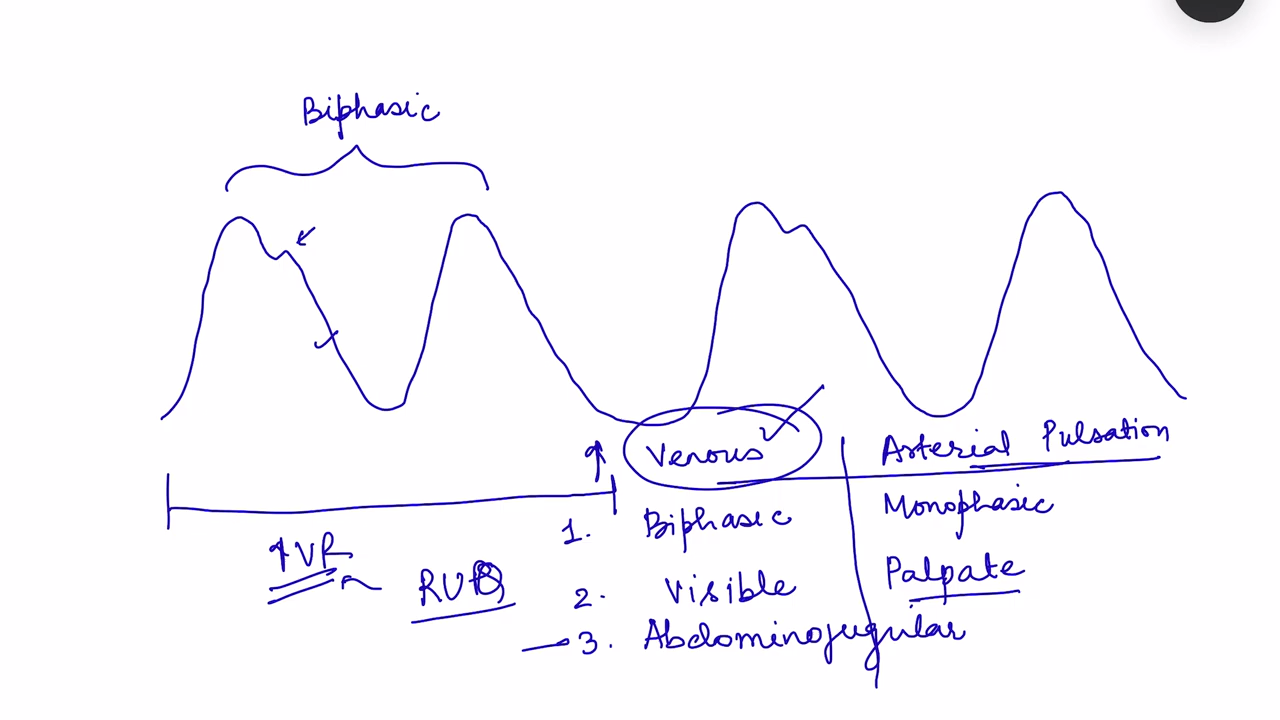 Biphasic
Venous Arterial Pulsation
1. Biphasic Monophasic
↑VR
RUQ
2. Visible Palpate
3. Abdominojugular